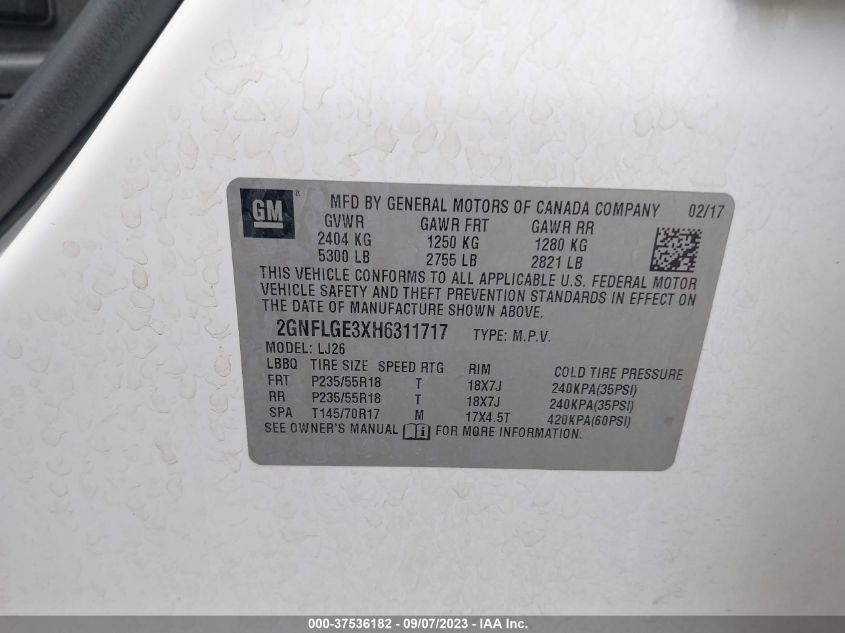 GM ®
MFD BY GENERAL MOTORS OF CANADA COMPANY 02/17
GVWR GAWR FRT GAWR RR
2404 KG 1250 KG 1280 KG
5300 LB 2755 LB 2821 LB
THIS VEHICLE CONFORMS TO ALL APPLICABLE U.S. FEDERAL MOTOR
VEHICLE SAFETY AND THEFT PREVENTION STANDARDS IN EFFECT ON
THE DATE OF MANUFACTURE SHOWN ABOVE.
2GNFLGE3XH6311717 TYPE: M.P.V.
MODEL: LJ26
LBBQ TIRE SIZE SPEED RTG RIM COLD TIRE PRESSURE
FRT P235/55R18 T 18X7J 240KPA(35PSI)
RR P235/55R18 T 18X7J 240KPA(35PSI)
SPA T145/70R17 M 17X4.5T 420KPA(60PSI)
SEE OWNER'S MANUAL FOR MORE INFORMATION.
000-37536182 - 09/07/2023 - IAA Inc.